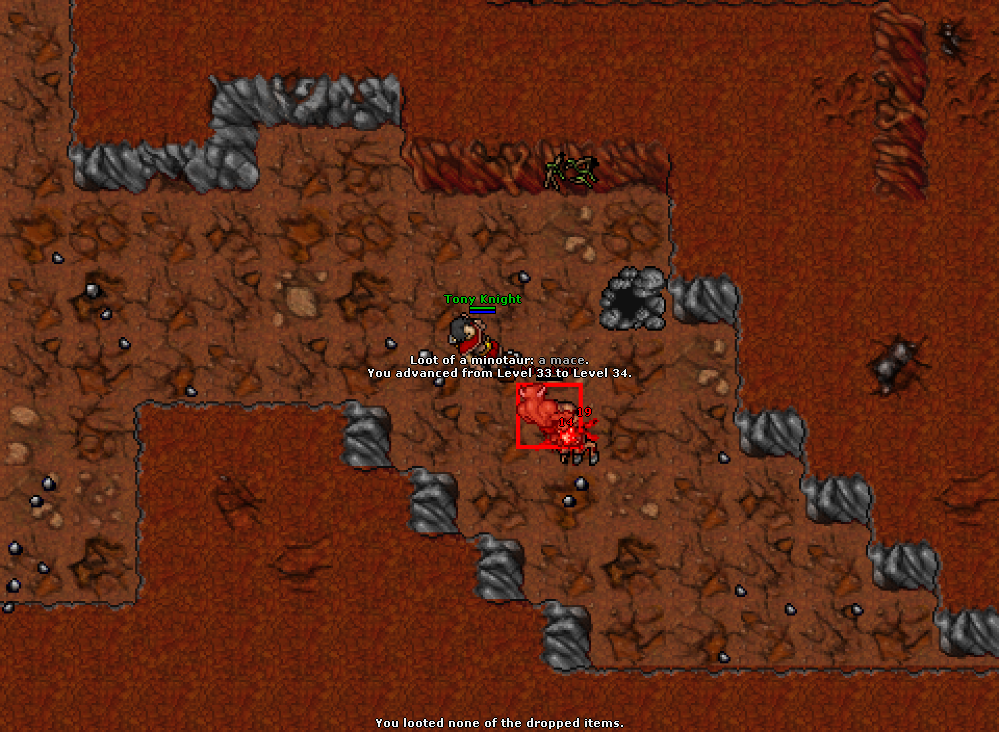 Tony Knight
Loot of a minotaur: a mace.
You advanced from Level 33 to Level 34.
You looted none of the dropped items.